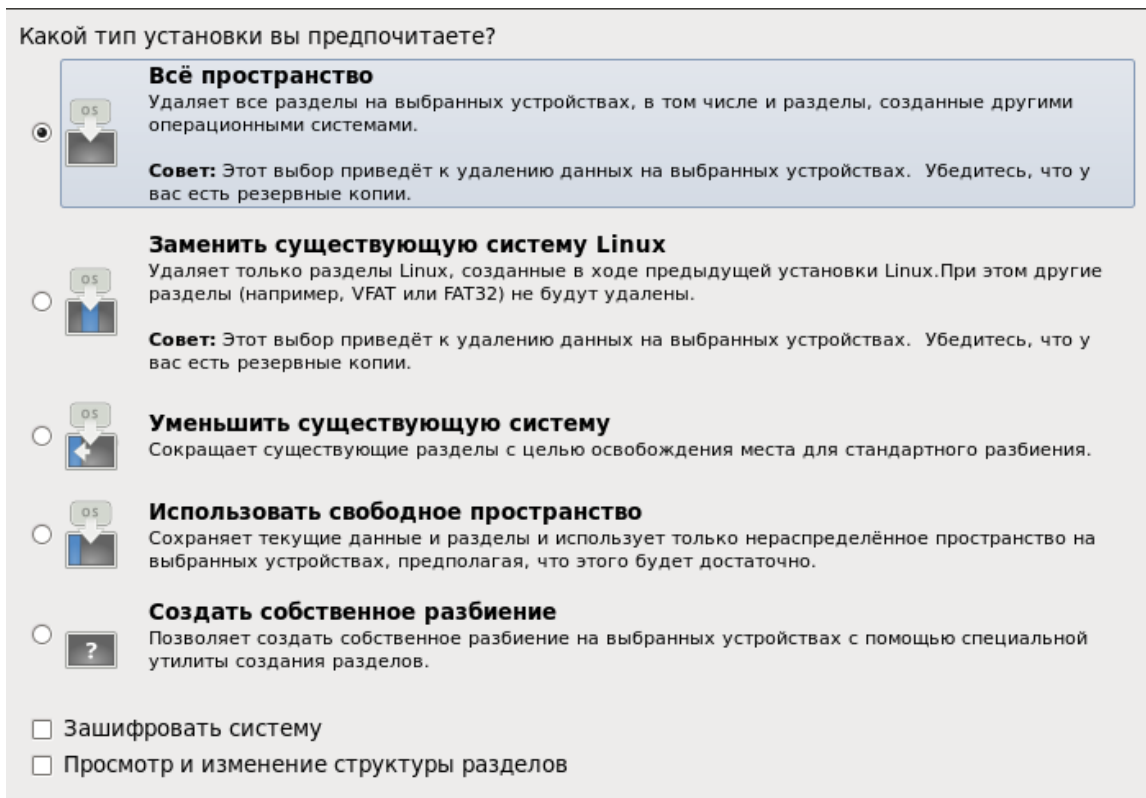 Какой тип установки вы предпочитаете?
Всё пространство
Удаляет все разделы на выбранных устройствах, в том числе и разделы, созданные другими
операционными системами.
Совет: Этот выбор приведёт к удалению данных на выбранных устройствах.  Убедитесь, что у
вас есть резервные копии.
OS
Заменить существующую систему Linux
Удаляет только разделы Linux, созданные в ходе предыдущей установки Linux.При этом другие
разделы (например, VFAT или FAT32) не будут удалены.
Совет: Этот выбор приведёт к удалению данных на выбранных устройствах.  Убедитесь, что у
вас есть резервные копии.
OS
Уменьшить существующую систему
Сокращает существующие разделы с целью освобождения места для стандартного разбиения.
OS
Использовать свободное пространство
Сохраняет текущие данные и разделы и использует только нераспределённое пространство на
выбранных устройствах, предполагая, что этого будет достаточно.
OS
Создать собственное разбиение
Позволяет создать собственное разбиение на выбранных устройствах с помощью специальной
утилиты создания разделов.
?
Зашифровать систему
Просмотр и изменение структуры разделов